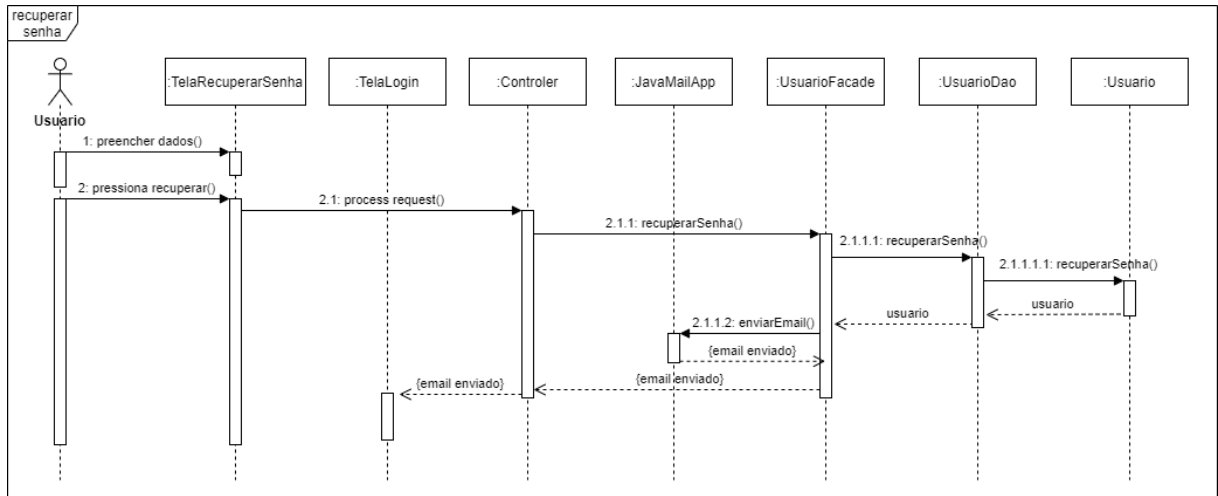 recuperar
senha
Usuario
:TelaRecuperarSenha
:TelaLogin
:Controler
:JavaMailApp
:UsuarioFacade
:UsuarioDao
:Usuario
1: preencher dados()
2: pressiona recuperar()
2.1: process request()
2.1.1: recuperarSenha()
2.1.1.1: recuperarSenha()
2.1.1.1.1: recuperarSenha()
usuario
usuario
2.1.1.2: enviarEmail()
{email enviado}
{email enviado}
{email enviado}